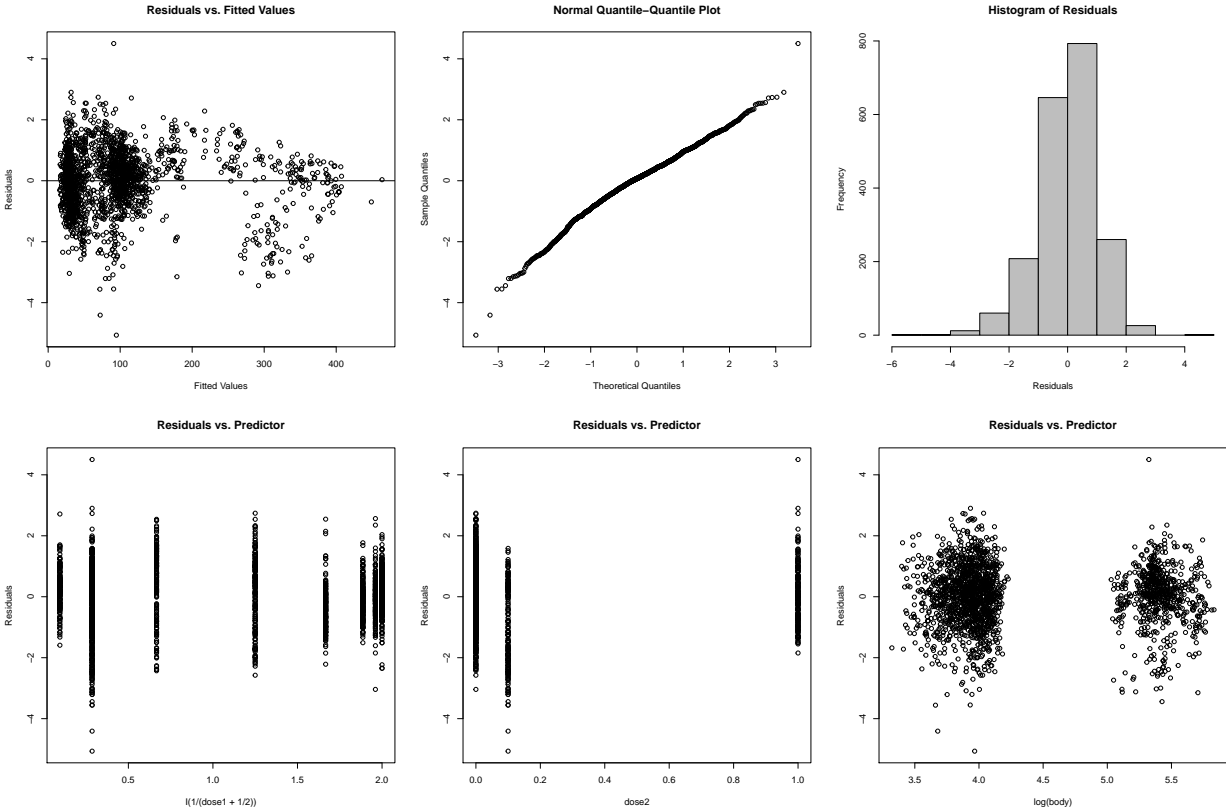 Residuals vs. Fitted Values
Residuals
4
2
0
−2
−4
0 100 200 300 400
Fitted Values
Normal Quantile−Quantile Plot
Sample Quantiles
4
2
0
−2
−4
−3 −2 −1 0 1 2 3
Theoretical Quantiles
Histogram of Residuals
Frequency
800
600
400
200
0
−6 −4 −2 0 2 4
Residuals
Residuals vs. Predictor
Residuals
4
2
0
−2
−4
0.5 1.0 1.5 2.0
I(1/(dose1 + 1/2))
Residuals vs. Predictor
Residuals
4
2
0
−2
−4
0.0 0.2 0.4 0.6 0.8 1.0
dose2
Residuals vs. Predictor
Residuals
4
2
0
−2
−4
3.5 4.0 4.5 5.0 5.5
log(body)